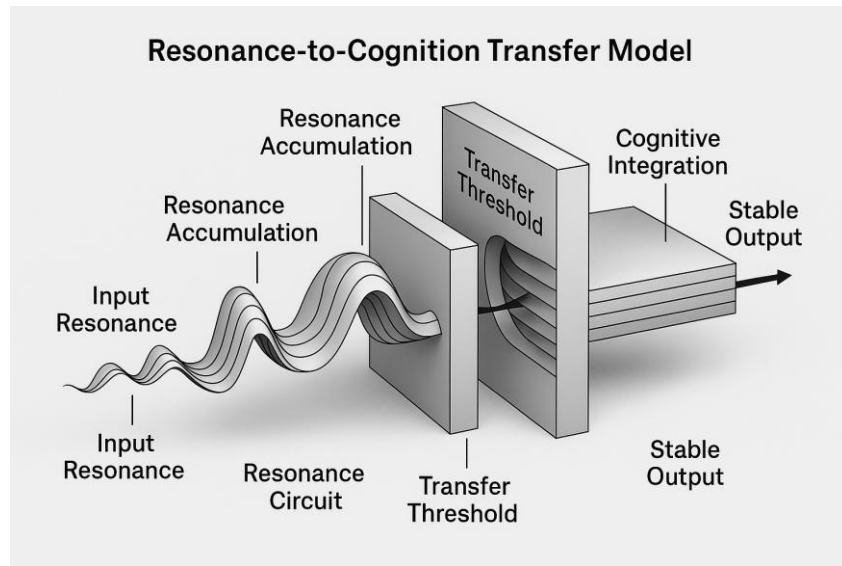 Resonance-to-Cognition Transfer Model
Resonance
Accumulation
Transfer
Threshold
Cognitive
Integration
Resonance
Accumulation
Stable
Output
Input
Resonance
Input
Resonance
Resonance
Circuit
Transfer
Threshold
Stable
Output